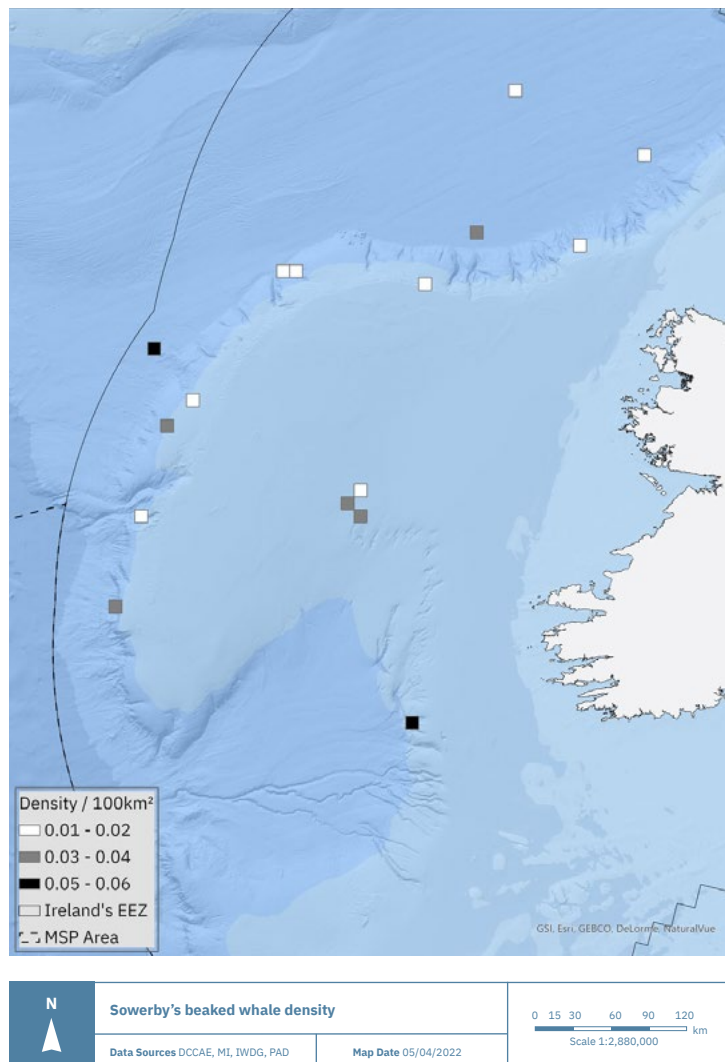 Density / 100km²
0.01 - 0.02
0.03 - 0.04
0.05 - 0.06
Ireland's EEZ
MSP Area
GSI, Esri, GEBCO, DeLorme, NaturalVue
N
Sowerby’s beaked whale density
Data Sources DCCAE, MI, IWDG, PAD
Map Date 05/04/2022
0 15 30 60 90 120
km
Scale 1:2,880,000